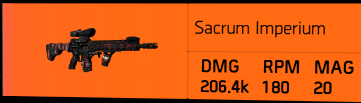 Sacrum Imperium
DMG RPM MAG
206.4k 180 20